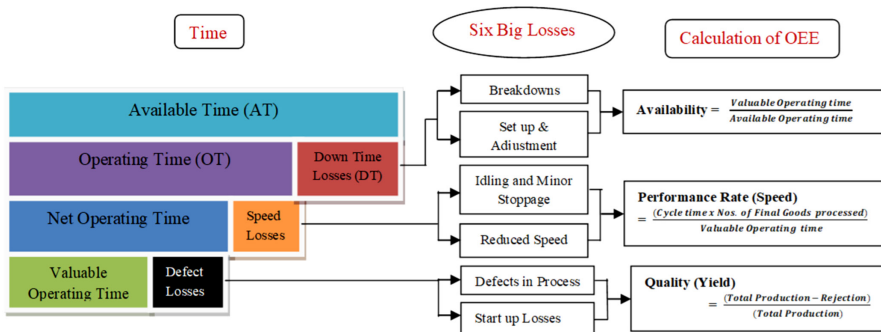 Time
Six Big Losses
Calculation of OEE
Available Time (AT)
Operating Time (OT)
Down Time
Losses (DT)
Net Operating Time
Speed
Losses
Valuable
Operating Time
Defect
Losses
Breakdowns
Set up &
Adjustment
Idling and Minor
Stoppage
Reduced Speed
Defects in Process
Start up Losses
Availability = Valuable Operating time
Available Operating time
Performance Rate (Speed)
= (Cycle time x Nos. of Final Goods processed)
Valuable Operating time
Quality (Yield)
= (Total Production − Rejection)
(Total Production)